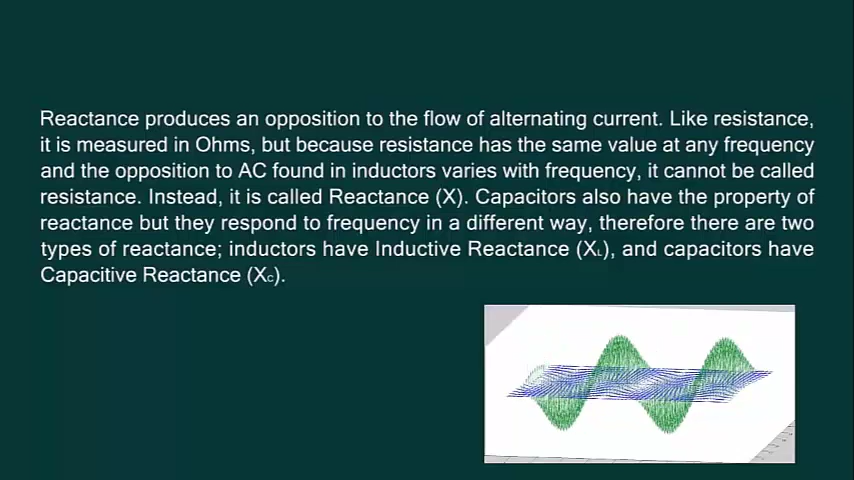 Reactance produces an opposition to the flow of alternating current. Like resistance,
it is measured in Ohms, but because resistance has the same value at any frequency
and the opposition to AC found in inductors varies with frequency, it cannot be called
resistance. Instead, it is called Reactance (X). Capacitors also have the property of
reactance but they respond to frequency in a different way, therefore there are two
types of reactance; inductors have Inductive Reactance (XL), and capacitors have
Capacitive Reactance (XC).